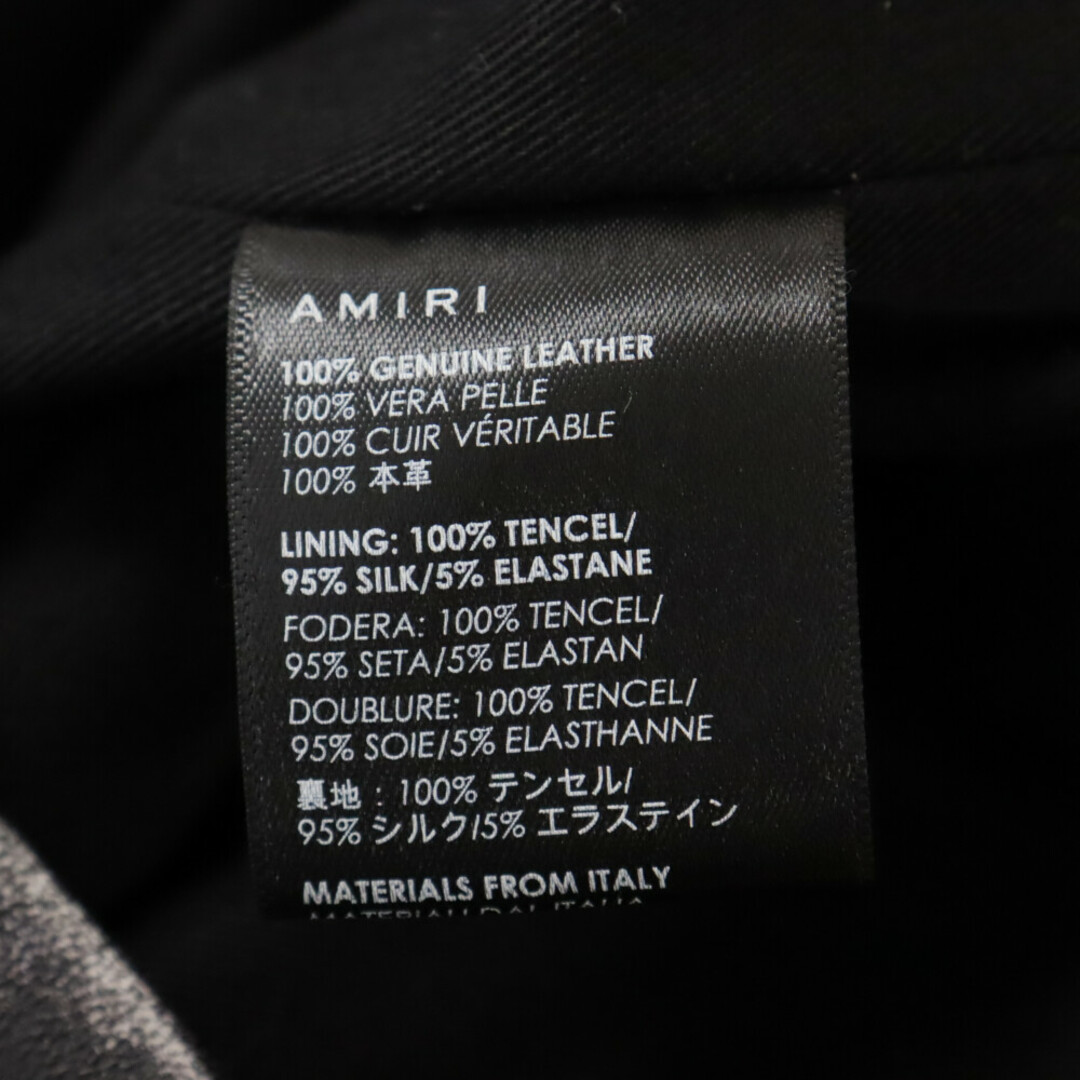 AMIRI
100% GENUINE LEATHER
100% VERA PELLE
100% CUIR VÉRITABLE
100% 本革
LINING: 100% TENCEL/
95% SILK/5% ELASTANE
FODERA: 100% TENCEL/
95% SETA/5% ELASTAN
DOUBLURE: 100% TENCEL/
95% SOIE/5% ELASTHANNE
裏地 : 100% テンセル/
95% シルク/5% エラステイン
MATERIALS FROM ITALY